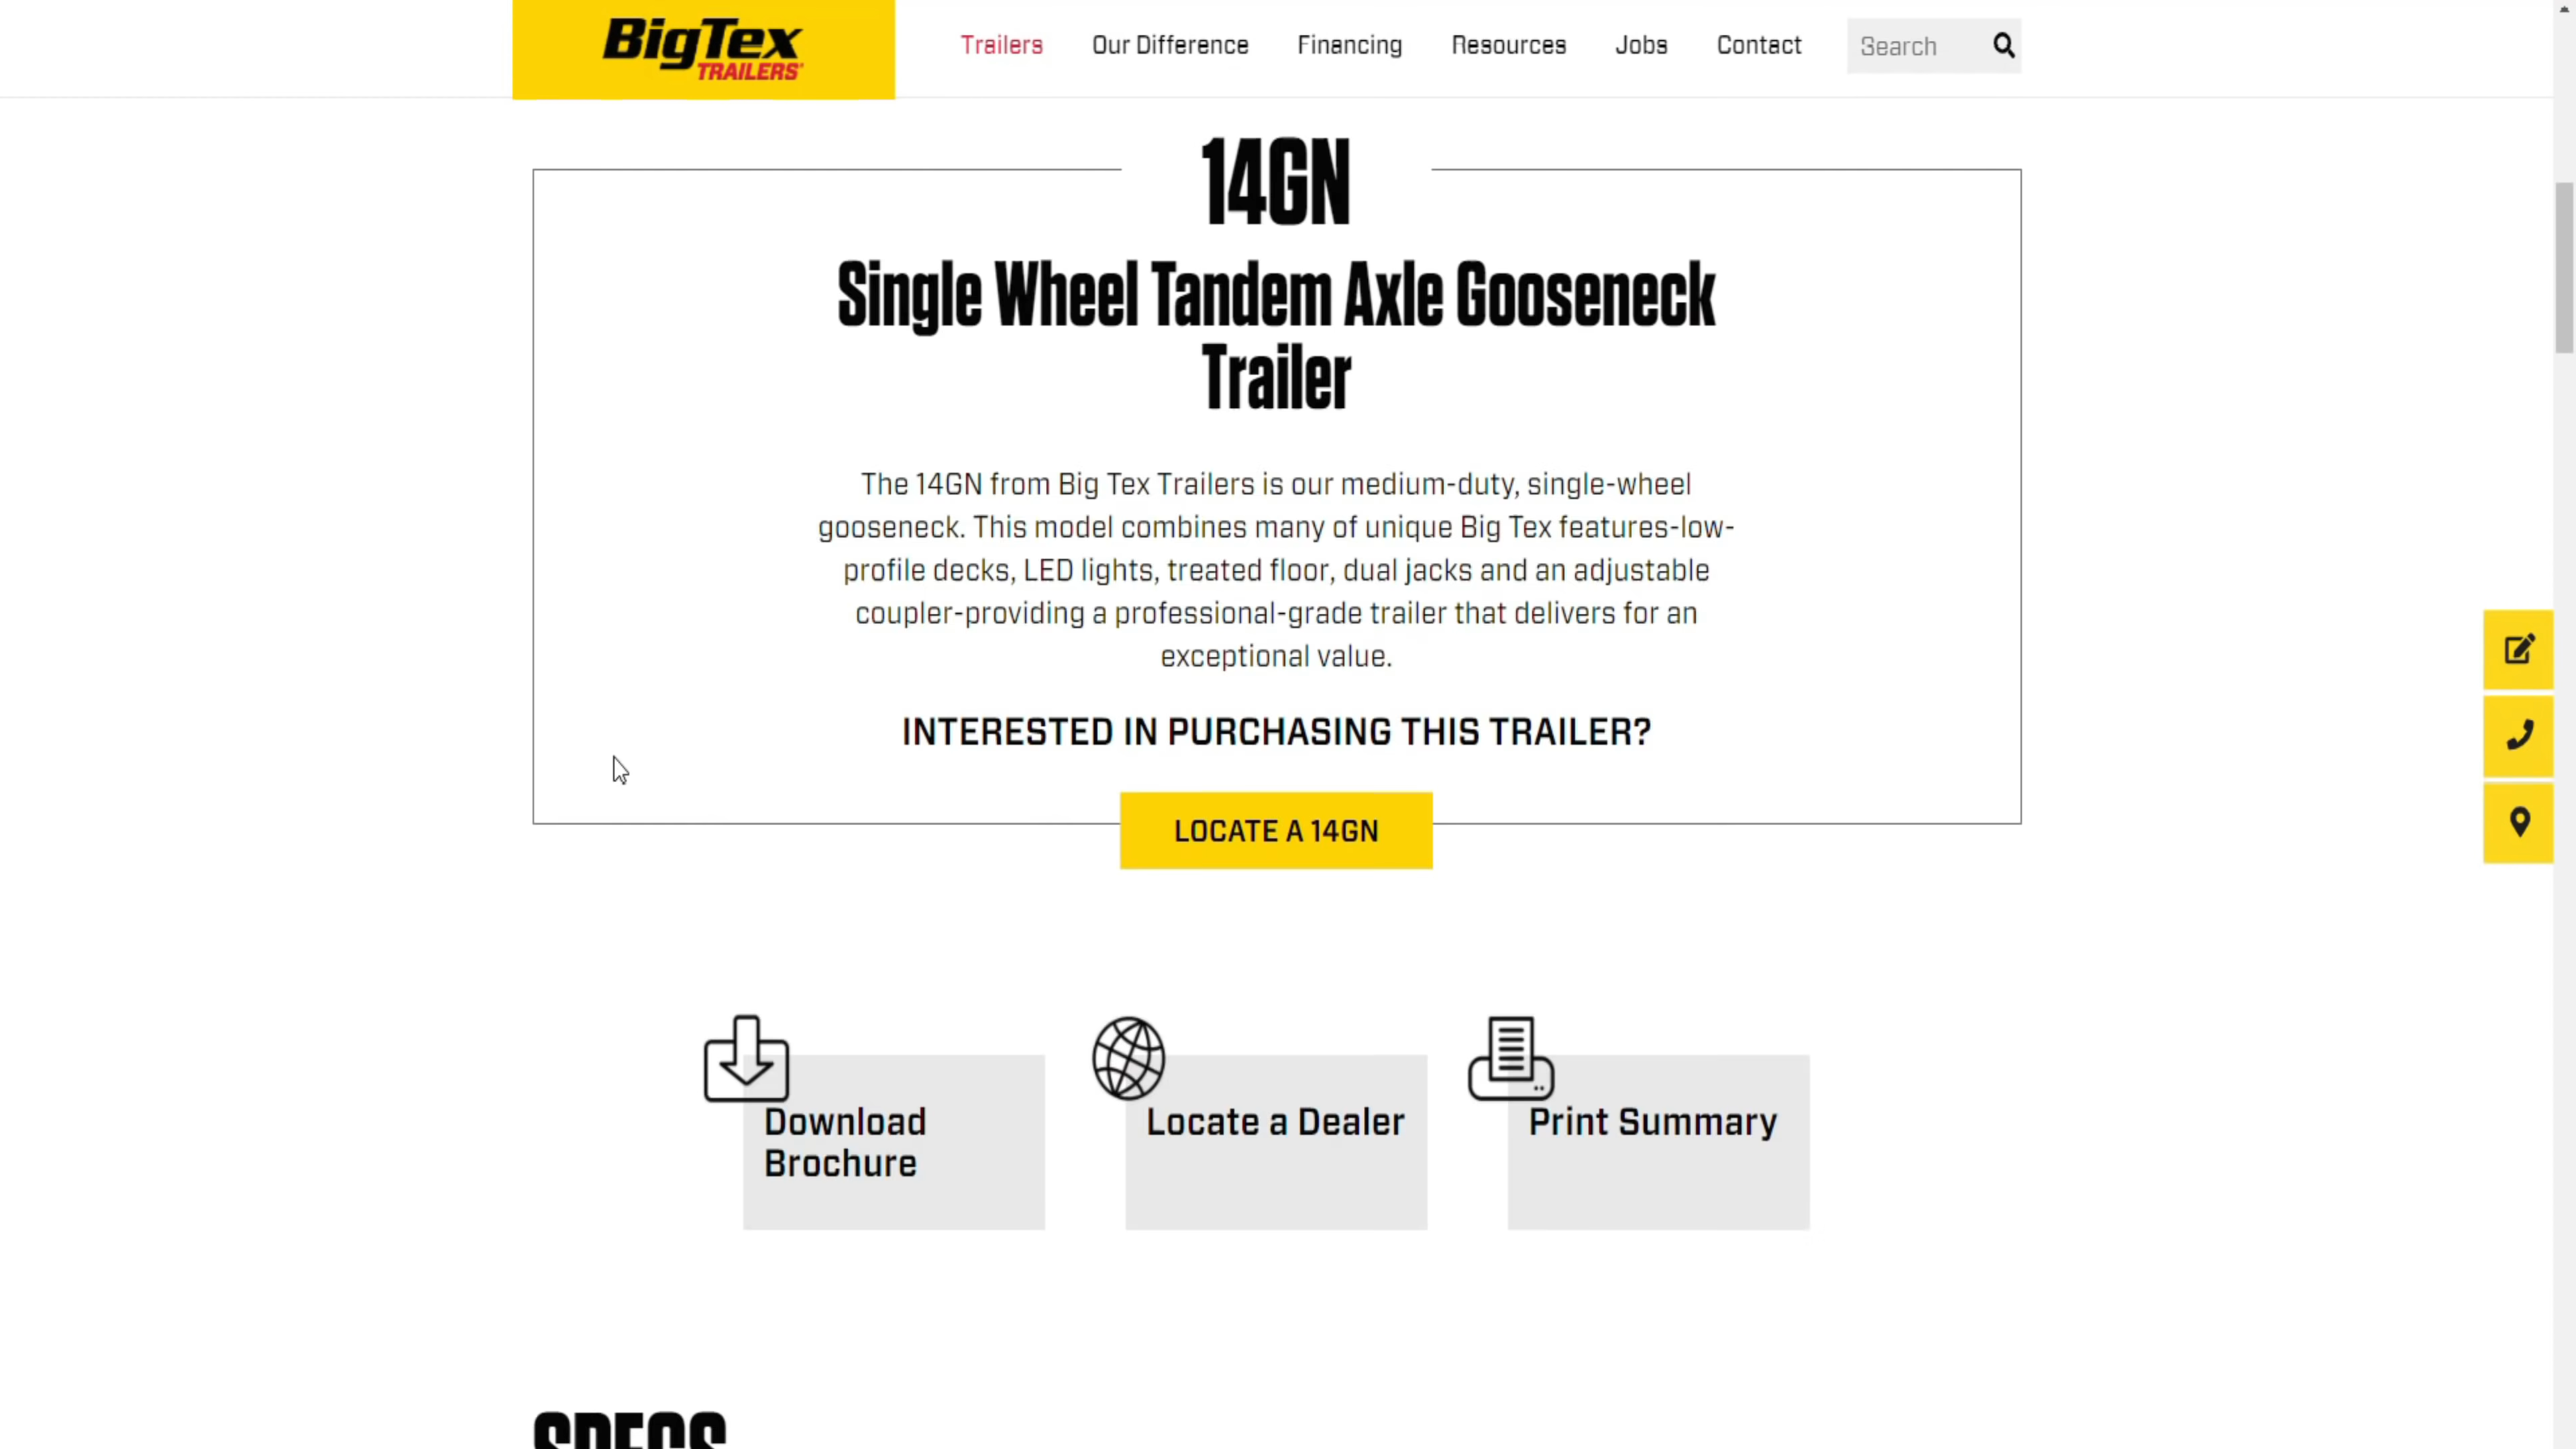 BigTex
TRAILERS
Trailers Our Difference Financing Resources Jobs Contact Search
14GN
Single Wheel Tandem Axle Gooseneck
Trailer
The 14GN from Big Tex Trailers is our medium-duty, single-wheel
gooseneck. This model combines many of unique Big Tex features-low-
profile decks, LED lights, treated floor, dual jacks and an adjustable
coupler-providing a professional-grade trailer that delivers for an
exceptional value.
INTERESTED IN PURCHASING THIS TRAILER?
LOCATE A 14GN
Download
Brochure
Locate a Dealer
Print Summary
SPECS